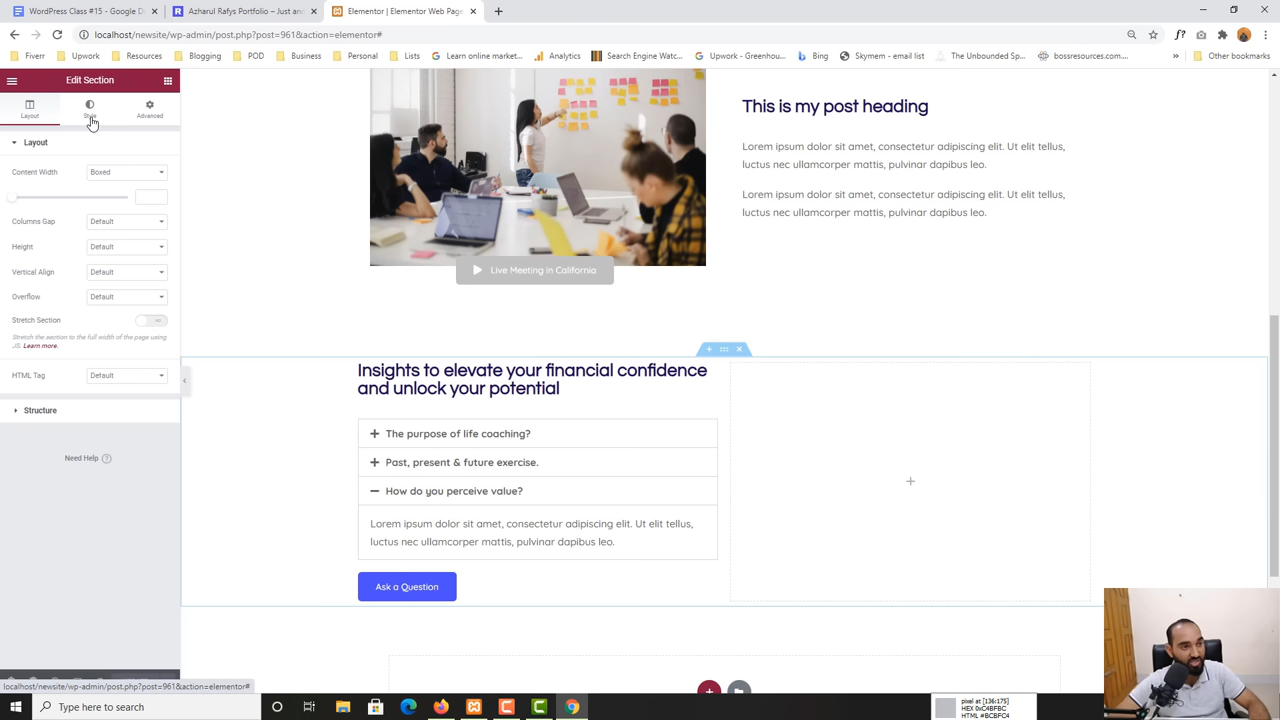 WordPress Class #15 - Google D
Azharul Rafys Portfolio – Just an
Elementor | Elementor Web Page
localhost/newsite/wp-admin/post.php?post=961&action=elementor#
Fiverr
Upwork
Resources
Blogging
POD
Business
Personal
Lists
Learn online market...
Analytics
Search Engine Watc...
Upwork - Greenhou...
Bing
Skymem - email list
The Unbounded Sp...
bossresources.com...
Other bookmarks
Edit Section
Layout
Style
Advanced
Layout
Content Width
Boxed
Columns Gap
Default
Height
Default
Vertical Align
Default
Overflow
Default
Stretch Section
NO
Stretch the section to the full width of the page using
JS. Learn more.
HTML Tag
Default
Structure
Need Help
Live Meeting in California
This is my post heading
Lorem ipsum dolor sit amet, consectetur adipiscing elit. Ut elit tellus,
luctus nec ullamcorper mattis, pulvinar dapibus leo.
Lorem ipsum dolor sit amet, consectetur adipiscing elit. Ut elit tellus,
luctus nec ullamcorper mattis, pulvinar dapibus leo.
Insights to elevate your financial confidence
and unlock your potential
The purpose of life coaching?
Past, present & future exercise.
How do you perceive value?
Lorem ipsum dolor sit amet, consectetur adipiscing elit. Ut elit tellus,
luctus nec ullamcorper mattis, pulvinar dapibus leo.
Ask a Question
localhost/newsite/wp-admin/post.php?post=961&action=elementor#
Type here to search
pixel at [136:175]
HEX 0xC4BFBC
HTML #BCBFC4